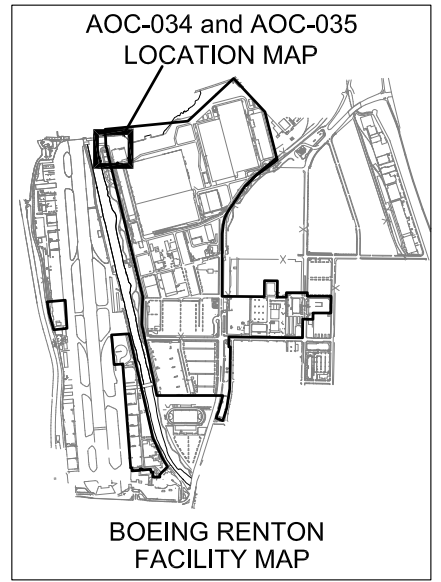 AOC-034 and AOC-035
LOCATION MAP
BOEING RENTON
FACILITY MAP